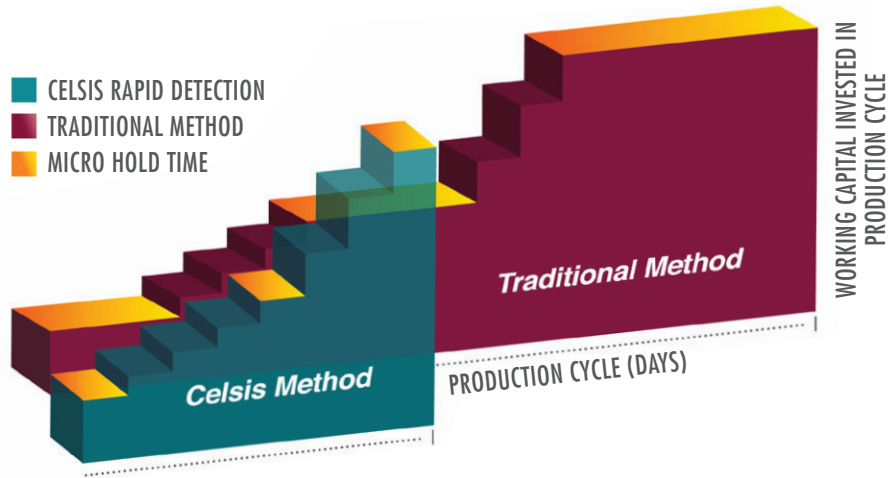 CELSIS RAPID DETECTION
TRADITIONAL METHOD
MICRO HOLD TIME
WORKING CAPITAL INVESTED IN
PRODUCTION CYCLE
Traditional Method
Celsis Method
PRODUCTION CYCLE (DAYS)